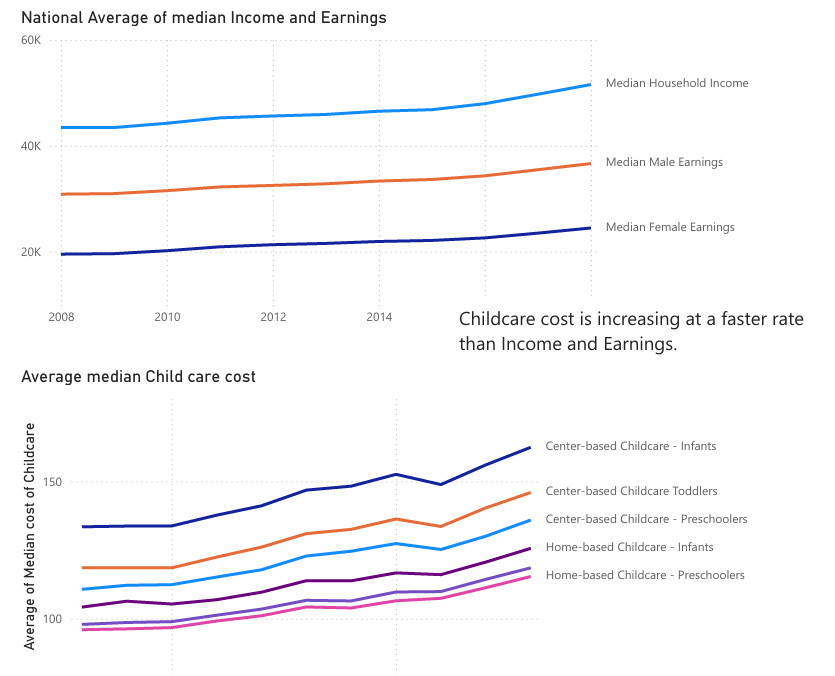 National Average of median Income and Earnings
60K
Median Household Income
40K
Median Male Earnings
Median Female Earnings
20K
2008
2010
2012
2014
Childcare cost is increasing at a faster rate
than Income and Earnings.
Average median Child care cost
Average of Median cost of Childcare
Center-based Childcare - Infants
150
Center-based Childcare Toddlers
Center-based Childcare - Preschoolers
Home-based Childcare - Infants
Home-based Childcare - Preschoolers
100